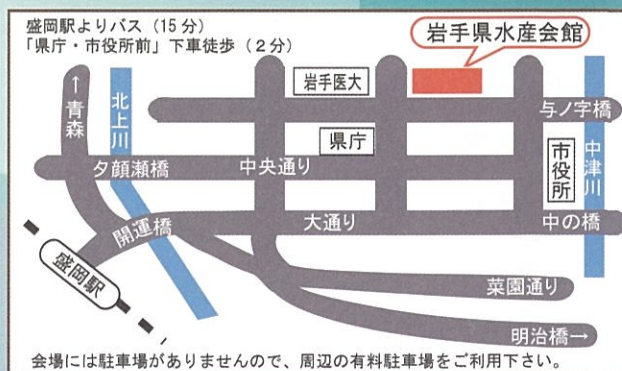 盛岡駅よりバス（15分）
「県庁・市役所前」下車徒歩（2分）
岩手県水産会館
岩手医大
↑青森
北上川
与ノ字橋
県庁
市役所
中津川
夕顔瀬橋
中央通り
開運橋
大通り
中の橋
盛岡駅
菜園通り
明治橋→
会場には駐車場がありませんので、周辺の有料駐車場をご利用下さい。